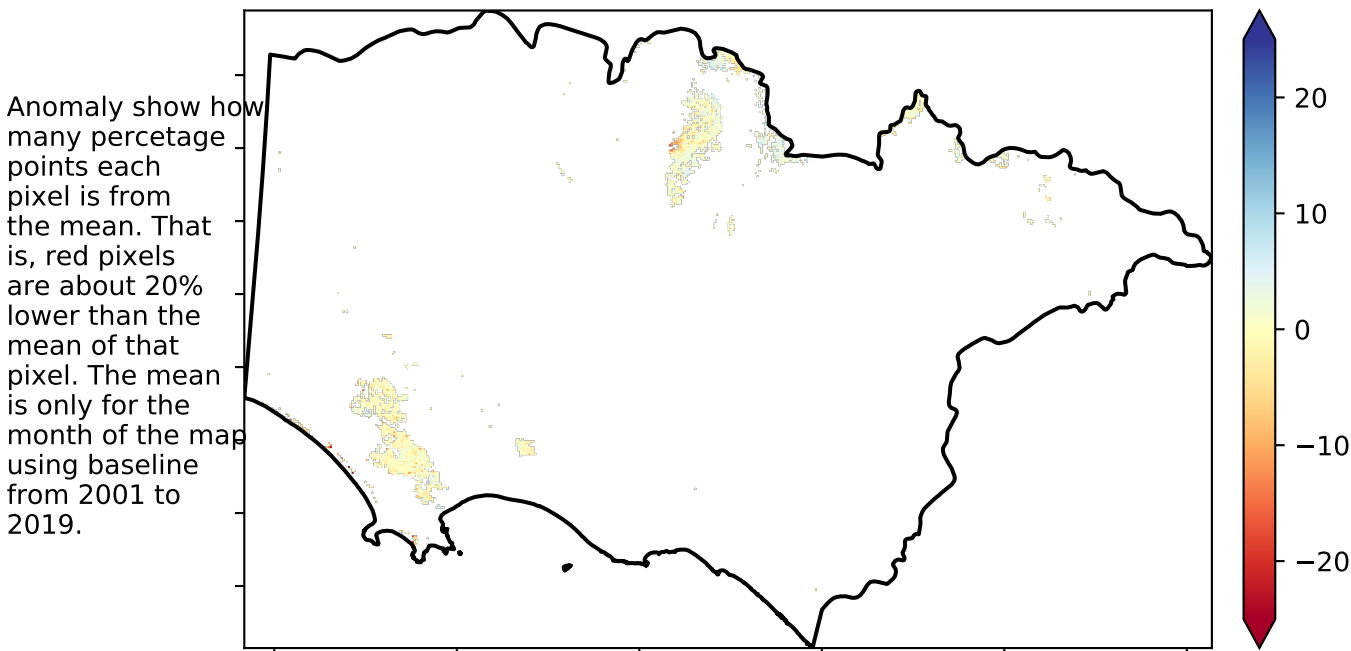 Anomaly show how
many percetage
points each
pixel is from
the mean. That
is, red pixels
are about 20%
lower than the
mean of that
pixel. The mean
is only for the
month of the map
using baseline
from 2001 to
2019.
20
10
0
−10
−20